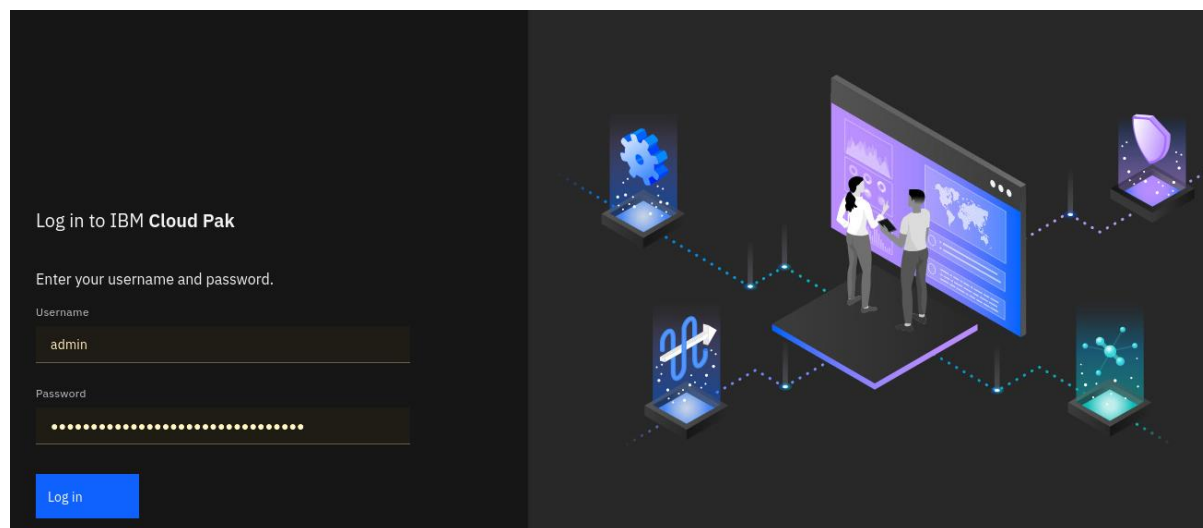 Log in to IBM Cloud Pak
Enter your username and password.
Username
admin
Password
••••••••••••••••••••••••••••••••
Log in